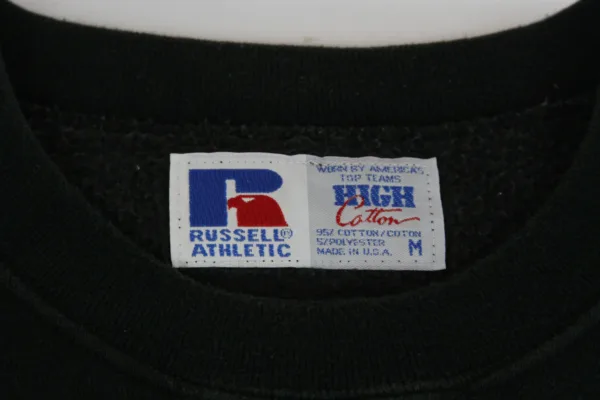 RUSSELL®
ATHLETIC
WORN BY AMERICA'S
TOP TEAMS
HIGH
Cotton
95% COTTON/COTON
5%POLYESTER
MADE IN U.S.A.
M